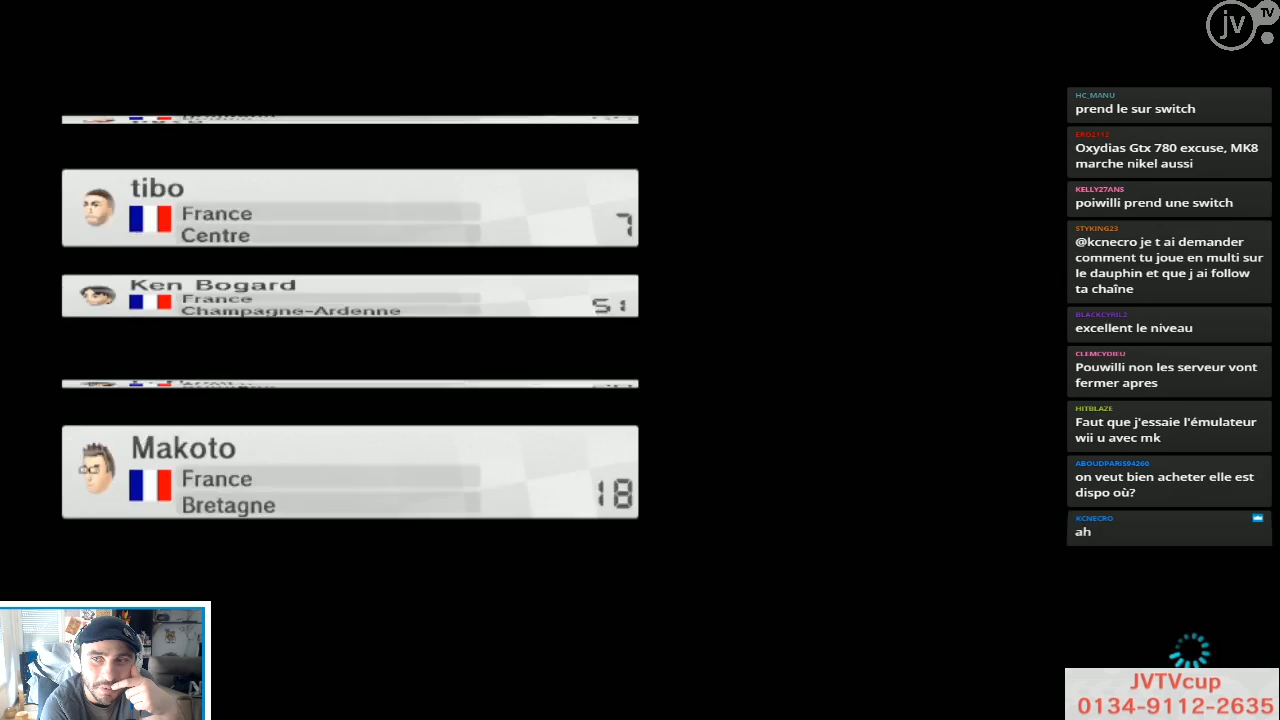 jv
TV
tibo
France
Centre
7
Ken Bogard
France
Champagne-Ardenne
51
Makoto
France
Bretagne
18
HC_MANU
prend le sur switch
ERO2112
Oxydias Gtx 780 excuse, MK8
marche nikel aussi
KELLY27ANS
poiwilli prend une switch
STYKING23
@kcnecro je t ai demander
comment tu joue en multi sur
le dauphin et que j ai follow
ta chaîne
BLACKCYRIL2
excellent le niveau
CLEMCYDIEU
Pouwilli non les serveur vont
fermer apres
HITBLAZE
Faut que j'essaie l'émulateur
wii u avec mk
ABOUDPARIS94260
on veut bien acheter elle est
dispo où?
KCNECRO
ah
JVTVcup
0134-9112-2635